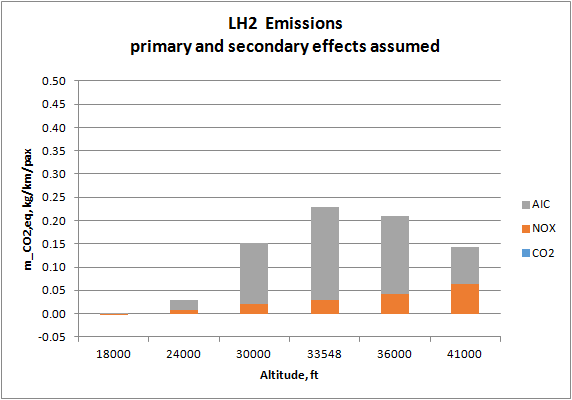 LH2 Emissions
primary and secondary effects assumed
0.50
0.45
0.40
0.35
0.30
0.25
0.20
0.15
0.10
0.05
0.00
-0.05
m_CO2,eq, kg/km/pax
18000 24000 30000 33548 36000 41000
Altitude, ft
AIC
NOX
CO2